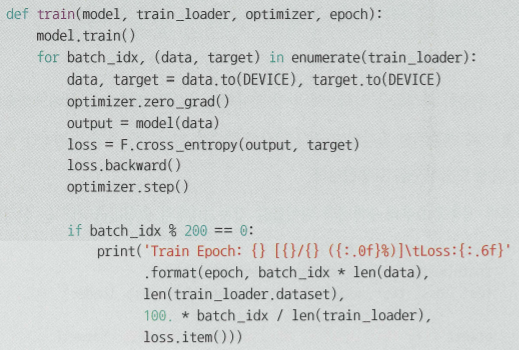 def train(model, train_loader, optimizer, epoch):
    model.train()
    for batch_idx, (data, target) in enumerate(train_loader):
        data, target = data.to(DEVICE), target.to(DEVICE)
        optimizer.zero_grad()
        output = model(data)
        loss = F.cross_entropy(output, target)
        loss.backward()
        optimizer.step()

        if batch_idx % 200 == 0:
            print('Train Epoch: {} [{}/{} ({:.0f}%)]\tLoss:{:.6f}'
                  .format(epoch, batch_idx * len(data),
                  len(train_loader.dataset),
                  100. * batch_idx / len(train_loader),
                  loss.item()))